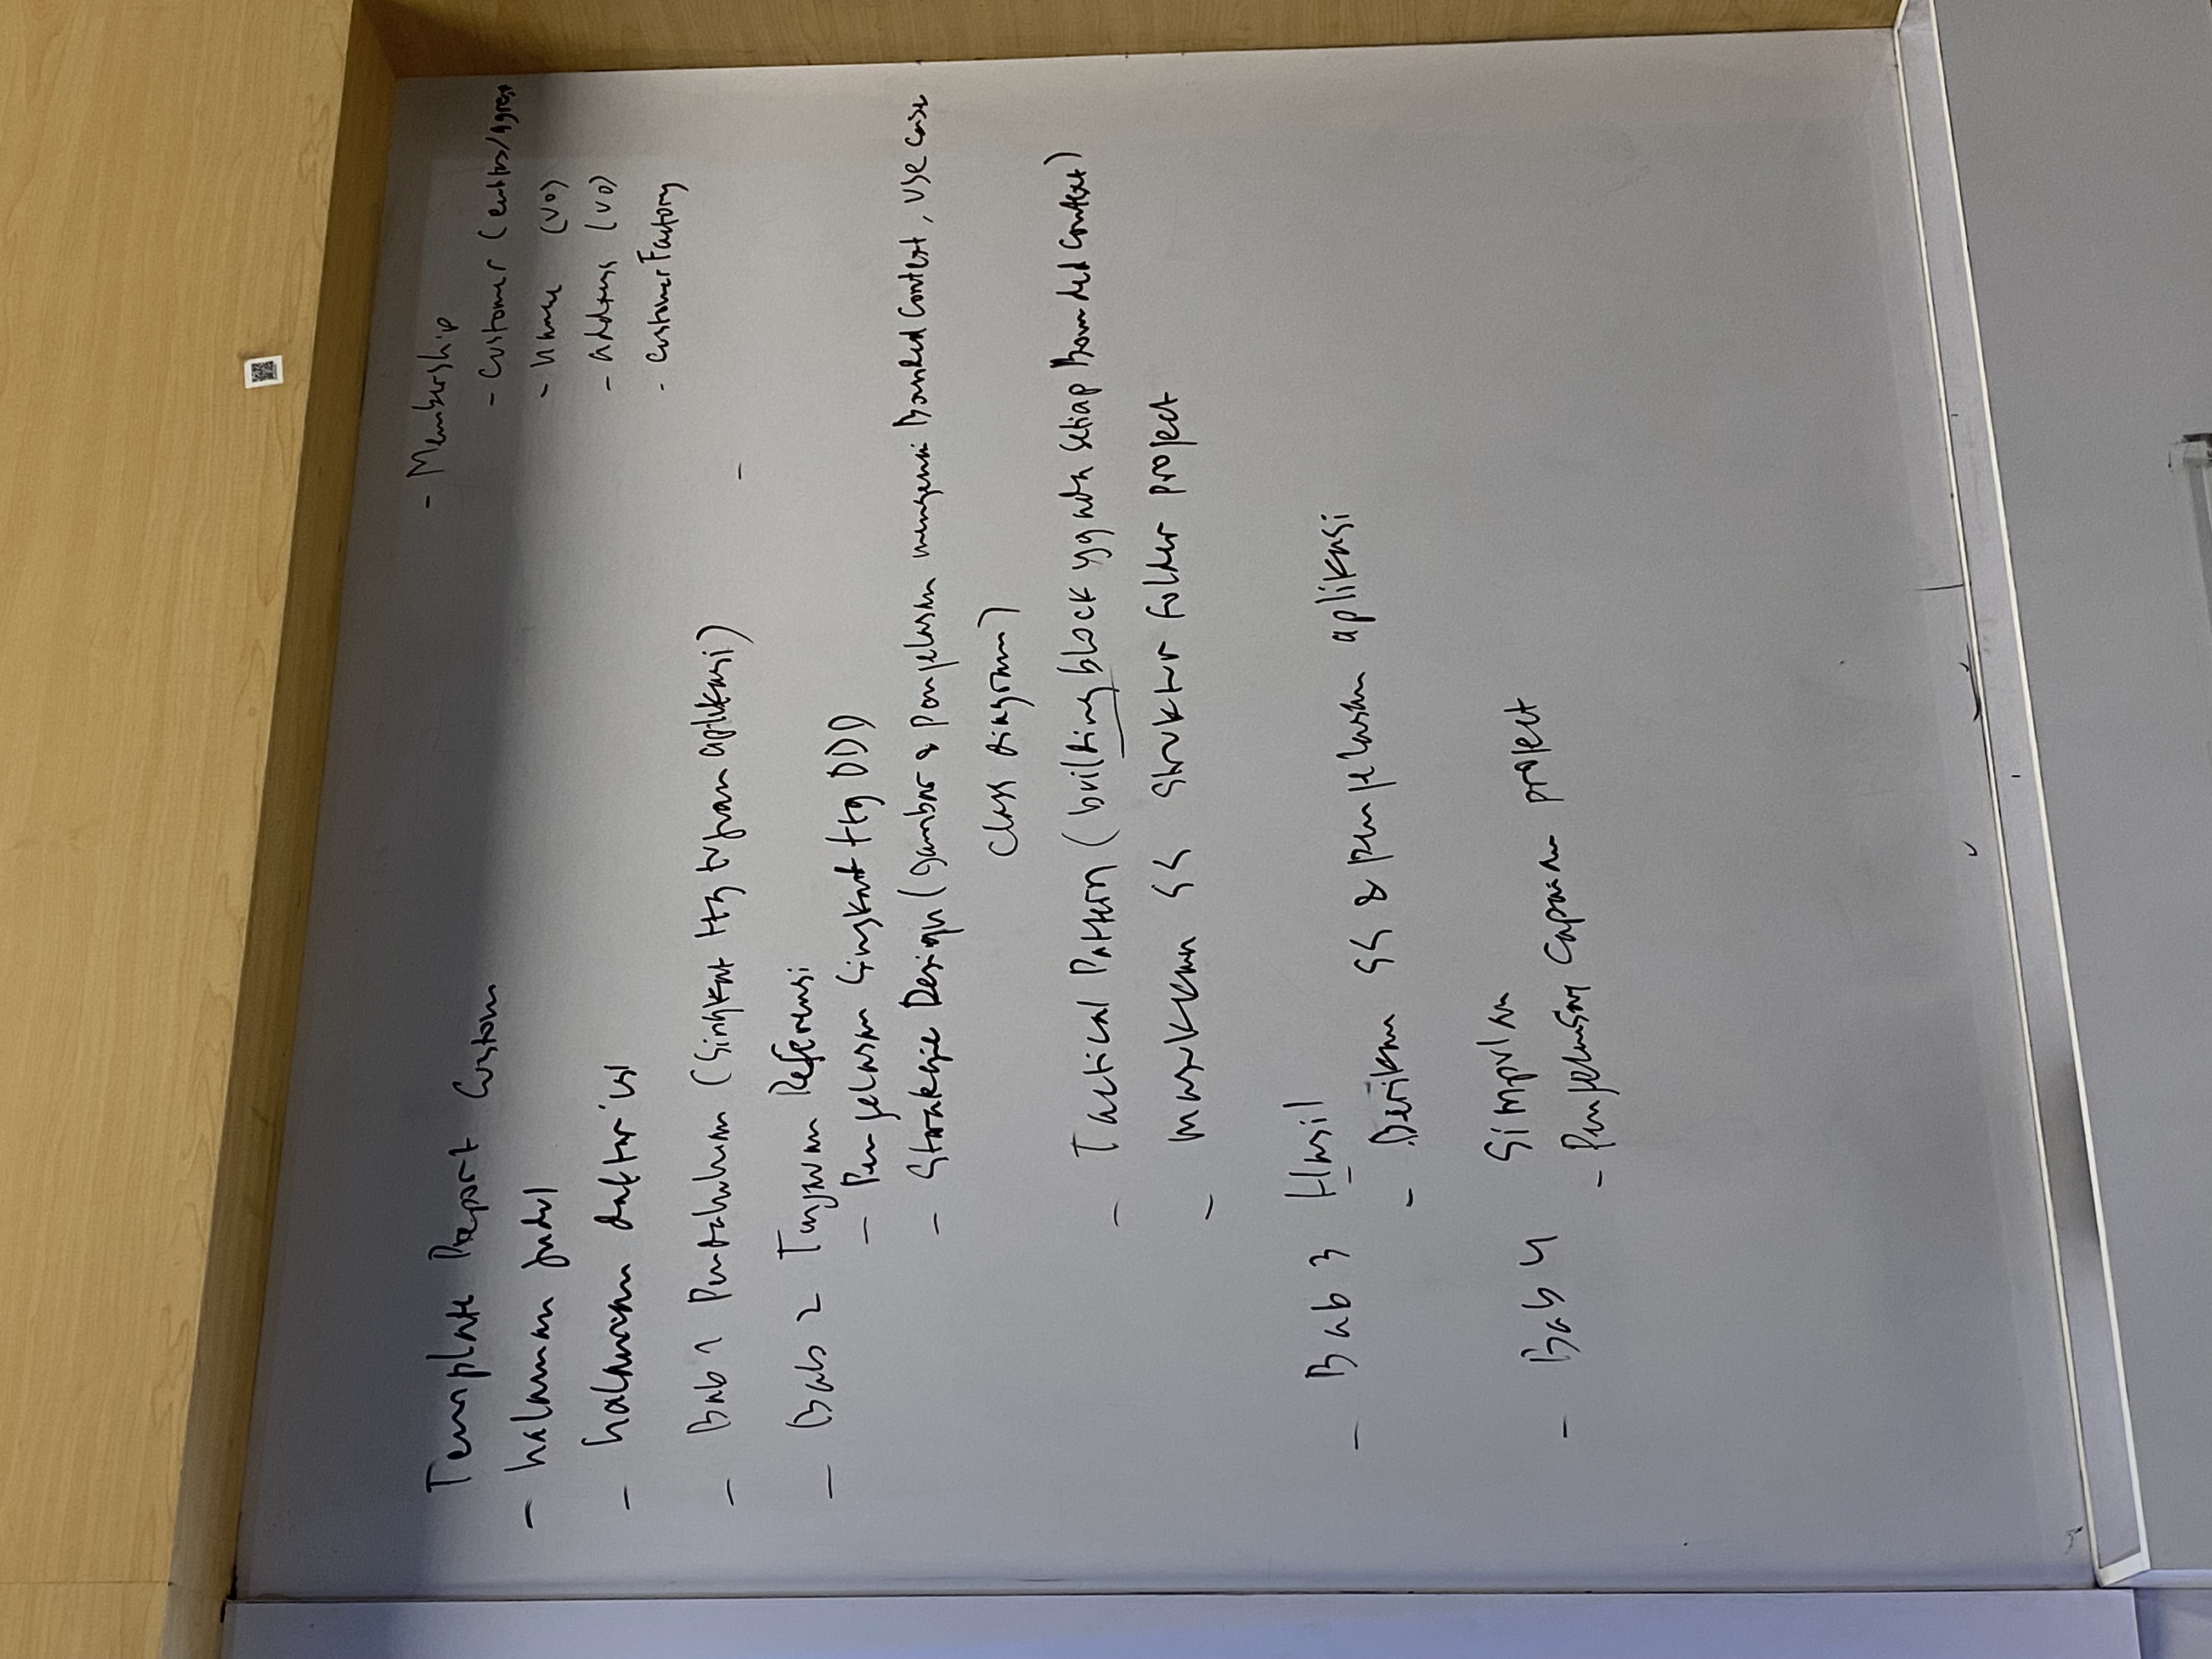 Template Report Custom
- halaman judul
- halaman daftar isi
- Bab 1 Pendahuluan (Singkat ttg tujuan aplikasi)
- Bab 2 Tinjauan Referensi
- Penjelasan Singkat ttg DDD
- Strategic Design (gambar & penjelasan mengenai Bounded Context, use case
class diagram)
- Tactical Pattern (building block yg ada setiap Bounded Context)
- masukkan SS Struktur Folder project
- Bab 3 Hasil
- Berikan SS & penjelasan aplikasi
- Bab 4 Simpulan
- Penjelasan Capaian project
- Membership
- Customer (entitas/
- Name (VO)
- address (VO)
- Customer Factory
-